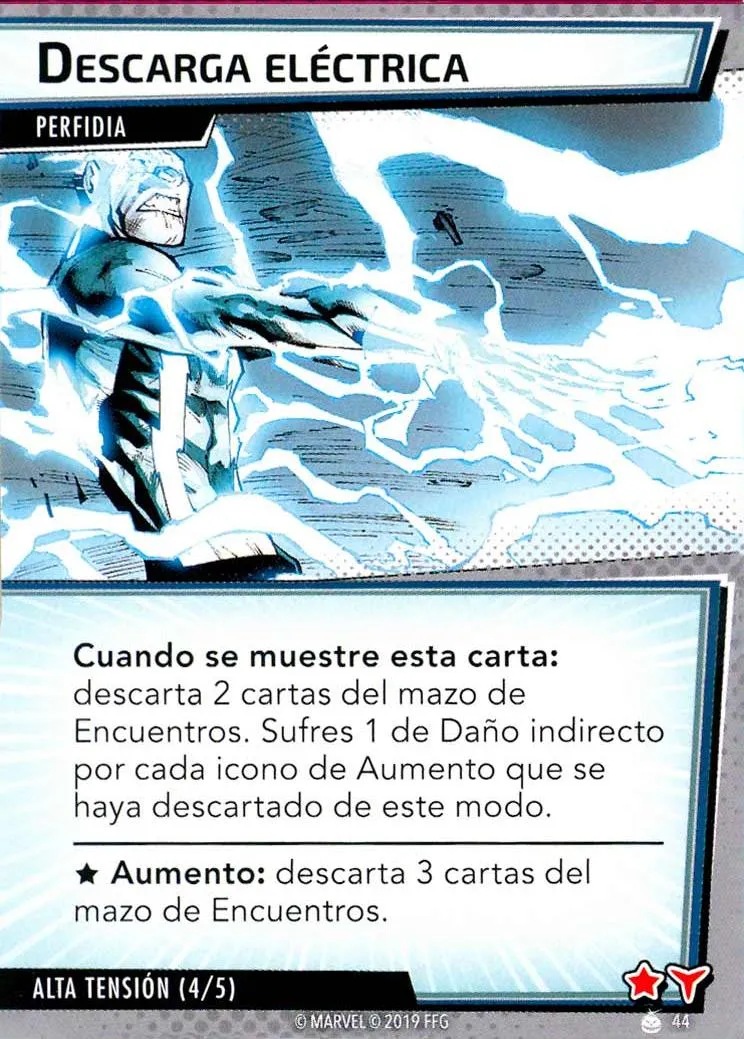 DESCARGA ELÉCTRICA
PERFIDIA
Cuando se muestre esta carta:
descarta 2 cartas del mazo de
Encuentros. Sufres 1 de Daño indirecto
por cada icono de Aumento que se
haya descartado de este modo.
★ Aumento: descarta 3 cartas del
mazo de Encuentros.
ALTA TENSIÓN (4/5)
© MARVEL © 2019 FFG
44